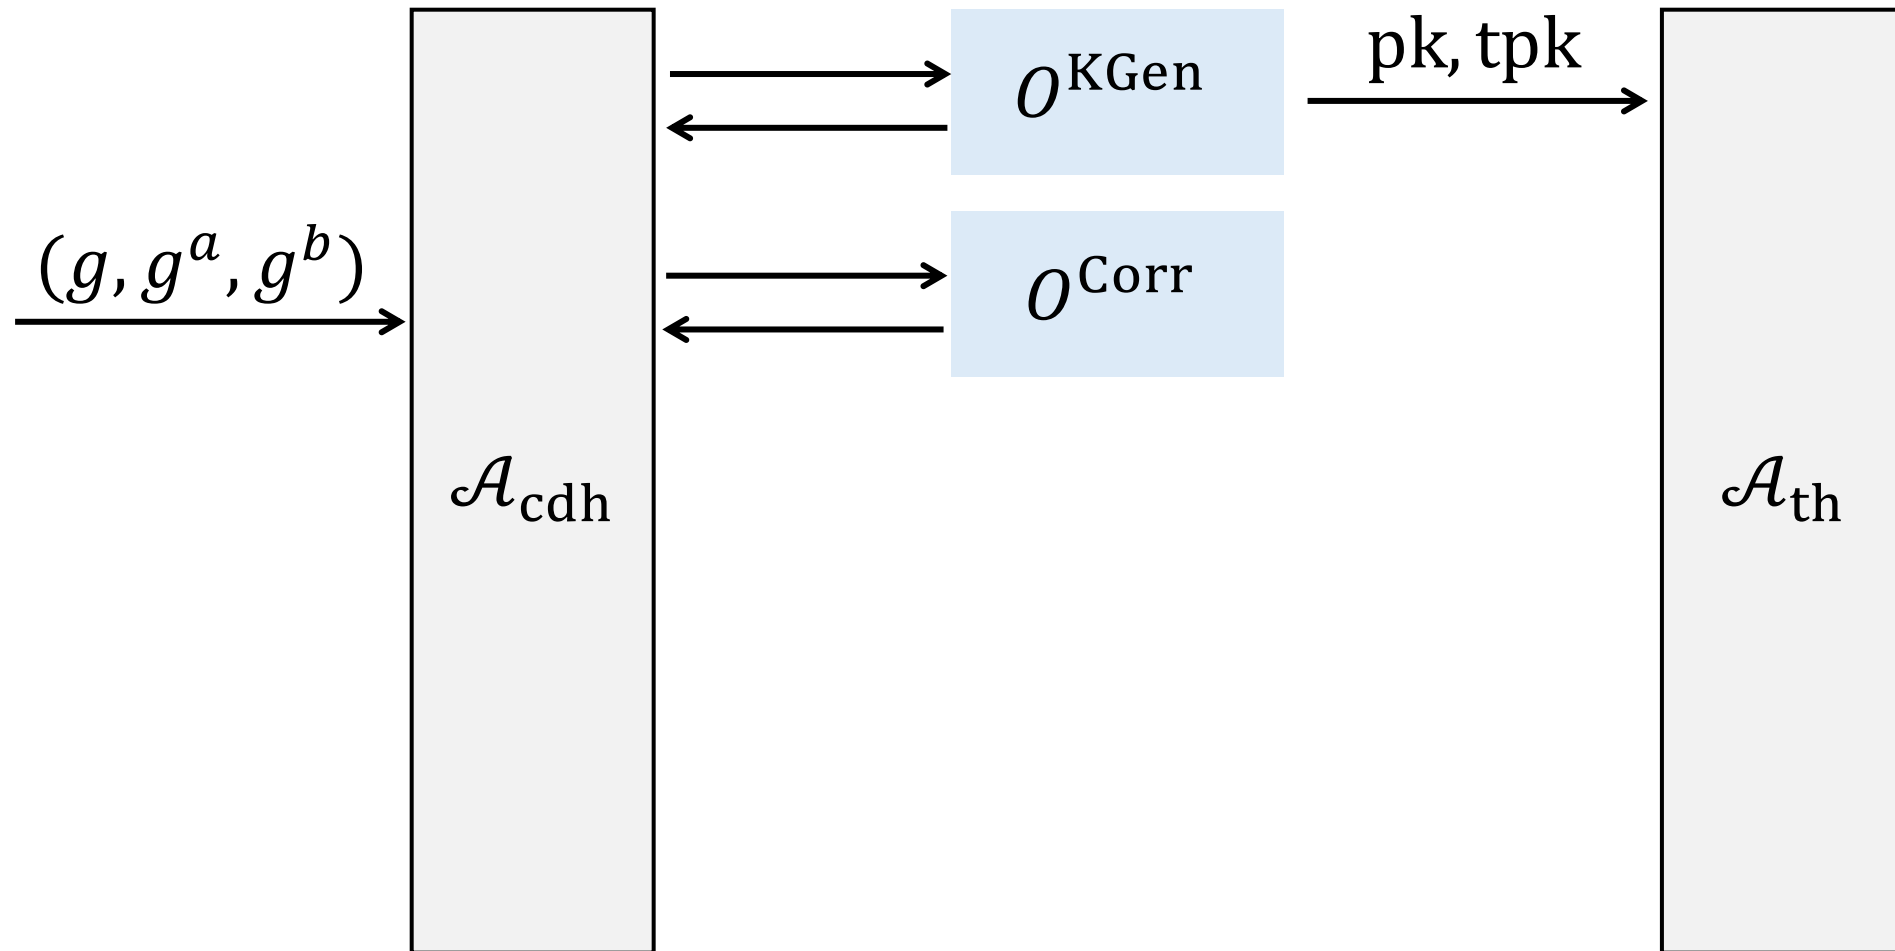 O^KGen
pk, tpk
(g, g^a, g^b)
O^Corr
𝒜_cdh
𝒜_th